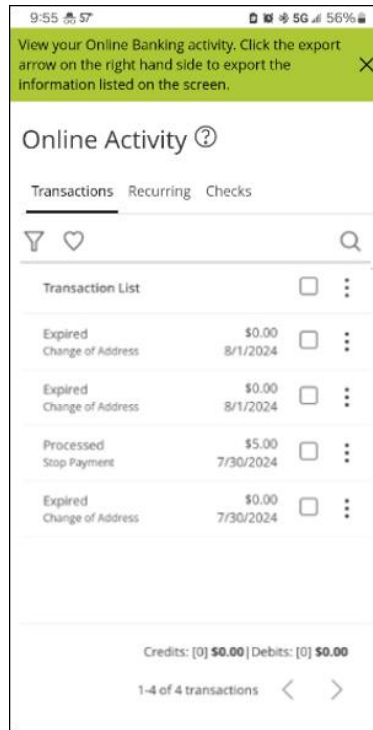 9:55 57° 5G 56%
View your Online Banking activity. Click the export
arrow on the right hand side to export the
information listed on the screen.
Online Activity
Transactions Recurring Checks
Transaction List
Expired $0.00
Change of Address 8/1/2024
Expired $0.00
Change of Address 8/1/2024
Processed $5.00
Stop Payment 7/30/2024
Expired $0.00
Change of Address 7/30/2024
Credits: [0] $0.00 | Debits: [0] $0.00
1-4 of 4 transactions